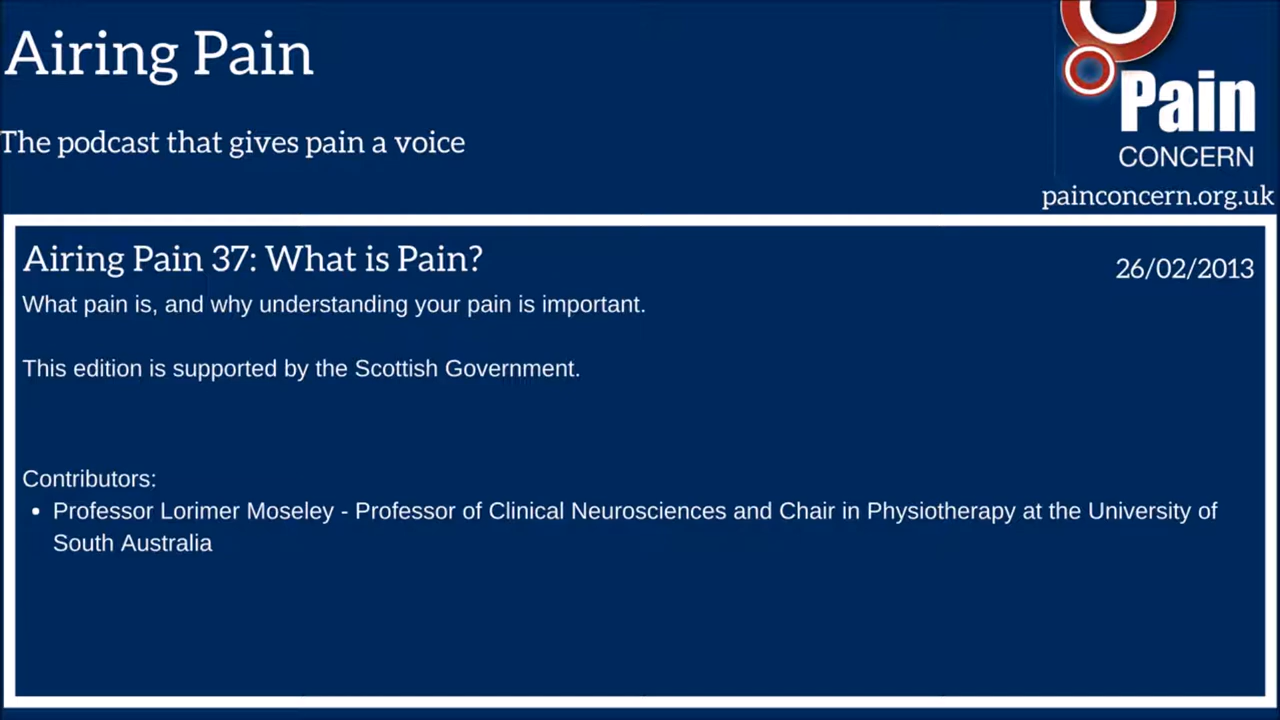 Airing Pain
The podcast that gives pain a voice
Pain
CONCERN
painconcern.org.uk
Airing Pain 37: What is Pain?
26/02/2013
What pain is, and why understanding your pain is important.
This edition is supported by the Scottish Government.
Contributors:
• Professor Lorimer Moseley - Professor of Clinical Neurosciences and Chair in Physiotherapy at the University of
South Australia